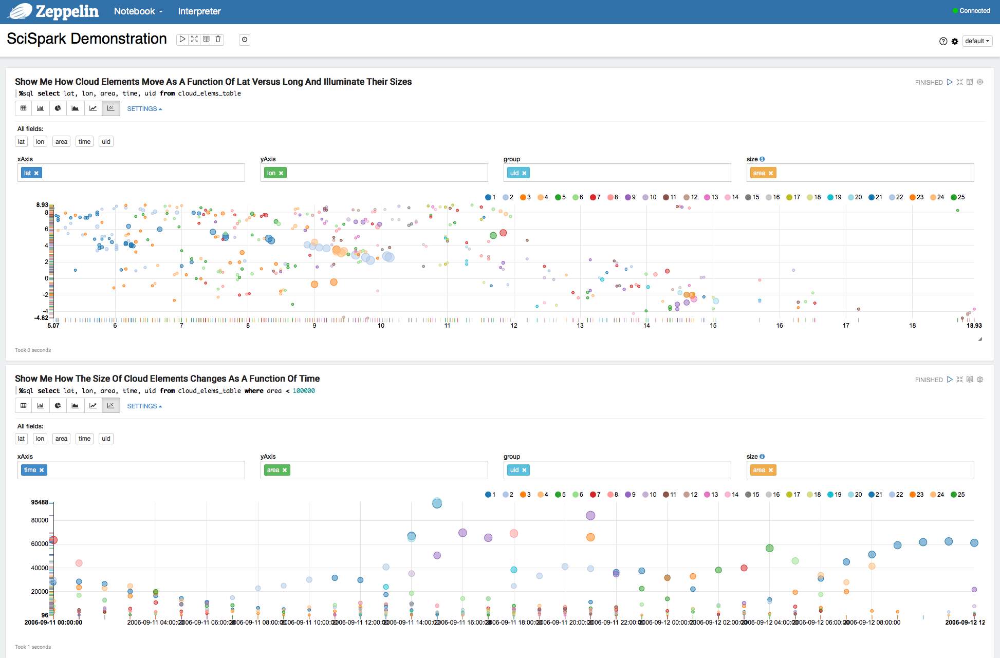 Zeppelin Notebook Interpreter Connected
SciSpark Demonstration default
Show Me How Cloud Elements Move As A Function Of Lat Versus Long And Illuminate Their Sizes FINISHED
%sql select lat, lon, area, time, uid from cloud_elems_table
SETTINGS
All fields:
lat lon area time uid
xAxis yAxis group size
lat lon uid area
1 2 3 4 5 6 7 8 9 10 11 12 13 14 15 16 17 18 19 20 21 22 23 24 25
8.93
8
6
4
2
0
-2
-4
-4.82
5.07 6 7 8 9 10 11 12 13 14 15 16 17 18 18.93
Took 0 seconds
Show Me How The Size Of Cloud Elements Changes As A Function Of Time FINISHED
%sql select lat, lon, area, time, uid from cloud_elems_table where area < 100000
SETTINGS
All fields:
lat lon area time uid
xAxis yAxis group size
time area uid area
1 2 3 4 5 6 7 8 9 10 11 12 13 14 15 16 17 18 19 20 21 22 23 24 25
95488
80000
60000
40000
20000
96
2006-09-11 00:00:00 2006-09-11 04:00:00 2006-09-11 06:00:00 2006-09-11 08:00:00 2006-09-11 10:00:00 2006-09-11 12:00:00 2006-09-11 14:00:00 2006-09-11 16:00:00 2006-09-11 18:00:00 2006-09-11 20:00:00 2006-09-11 22:00:00 2006-09-12 00:00:00 2006-09-12 02:00:00 2006-09-12 04:00:00 2006-09-12 06:00:00 2006-09-12 08:00:00 2006-09-12 12
Took 1 seconds